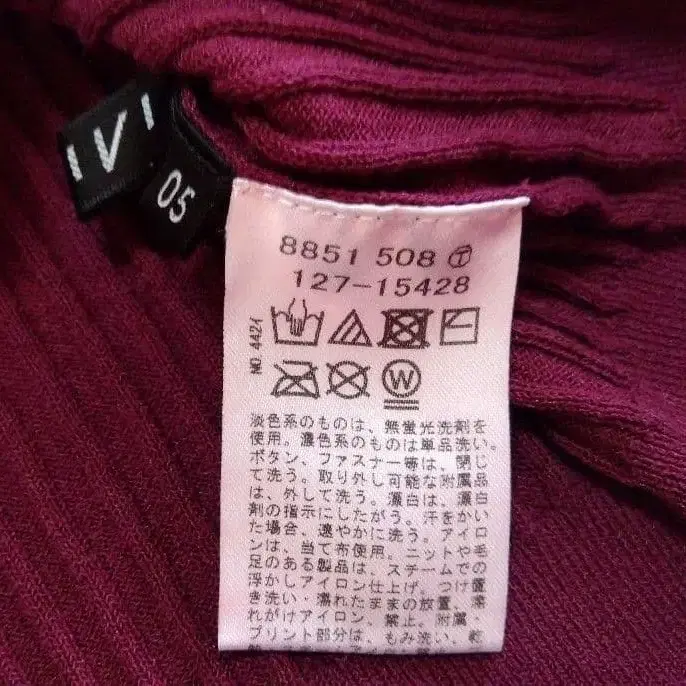 IVI
05
8851 508 Ⓣ
127-15428
NO.4424
W
淡色系のものは、無蛍光洗剤を
使用。濃色系のものは単品洗い。
ボタン、ファスナー等は、閉じ
て洗う。取り外し可能な附属品
は、外して洗う。漂白は、漂白
剤の指示にしたがう。汗をかい
た場合、速やかに洗う。アイロ
ンは、当て布使用。ニットや毛
足のある製品は、スチームでの
浮かしアイロン仕上げ。つけ置
き洗い・濡れたままの放置、濡
れがけアイロン、禁止。附属・
プリント部分は、もみ洗い、乾